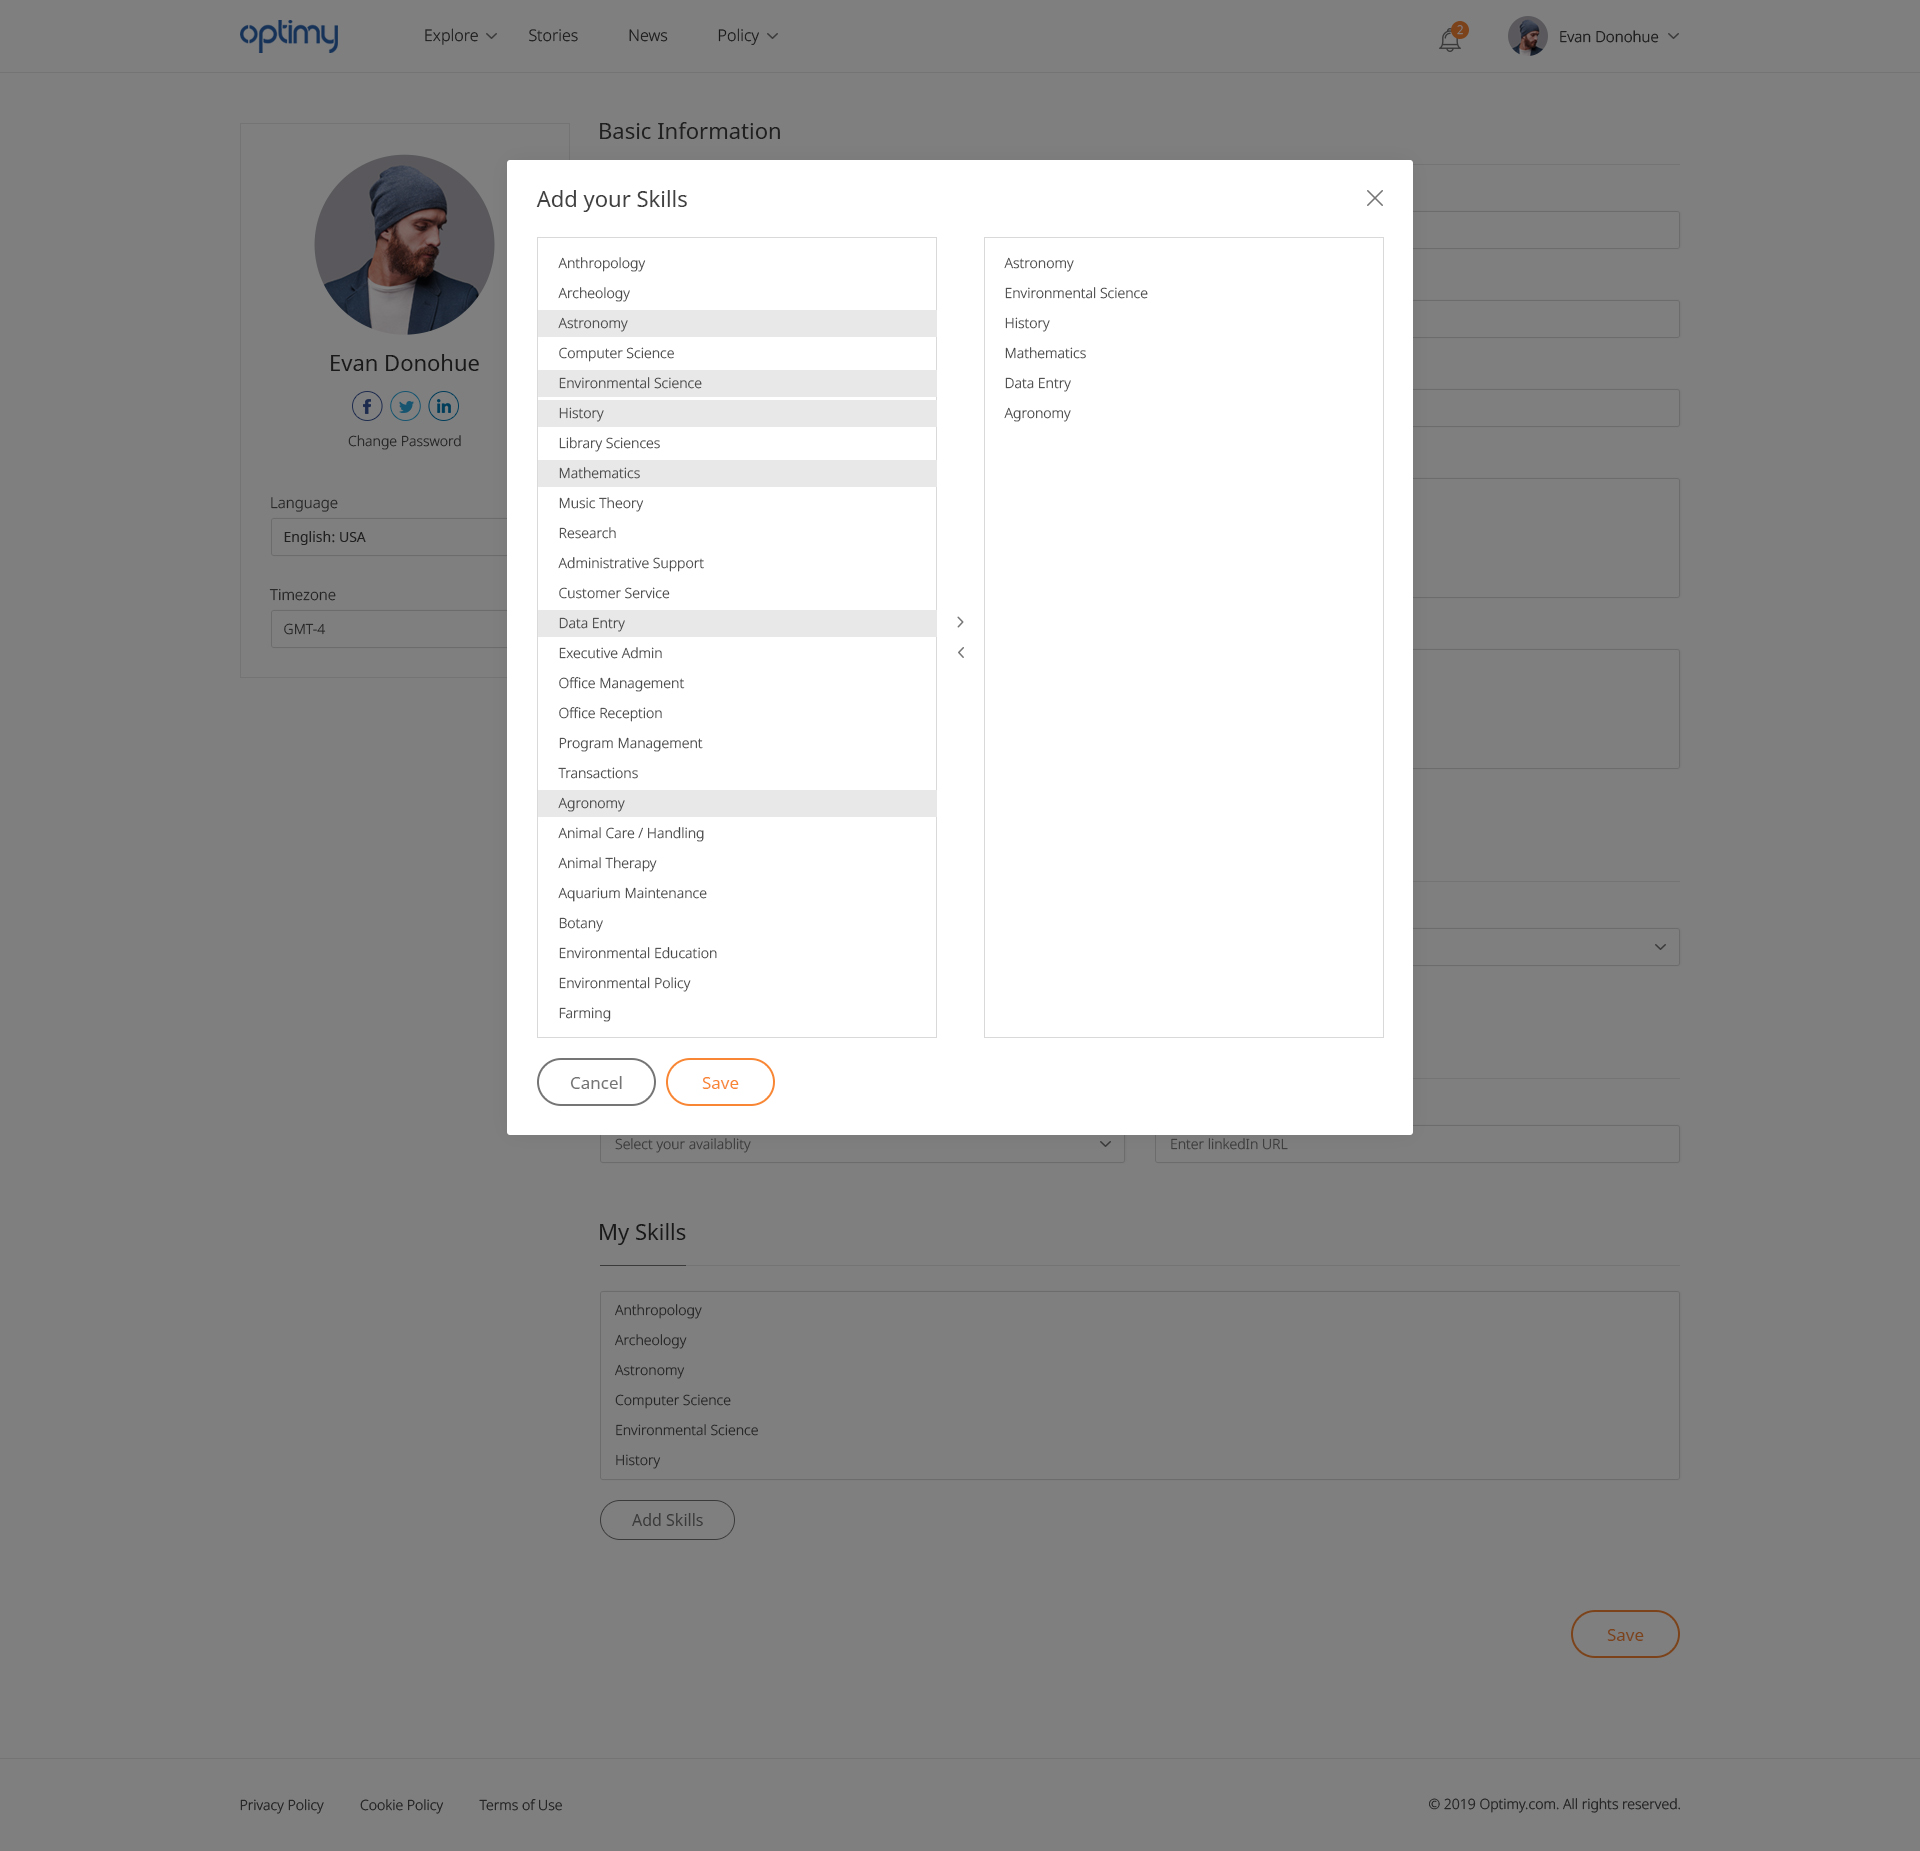 optimy
Explore
Stories
News
Policy
2
Evan Donohue
Basic Information
Evan Donohue
Change Password
Language
English: USA
Timezone
GMT-4
Add your Skills
Anthropology
Archeology
Astronomy
Computer Science
Environmental Science
History
Library Sciences
Mathematics
Music Theory
Research
Administrative Support
Customer Service
Data Entry
Executive Admin
Office Management
Office Reception
Program Management
Transactions
Agronomy
Animal Care / Handling
Animal Therapy
Aquarium Maintenance
Botany
Environmental Education
Environmental Policy
Farming
Astronomy
Environmental Science
History
Mathematics
Data Entry
Agronomy
Cancel
Save
Select your availablity
Enter linkedIn URL
My Skills
Anthropology
Archeology
Astronomy
Computer Science
Environmental Science
History
Add Skills
Save
Privacy Policy
Cookie Policy
Terms of Use
© 2019 Optimy.com. All rights reserved.